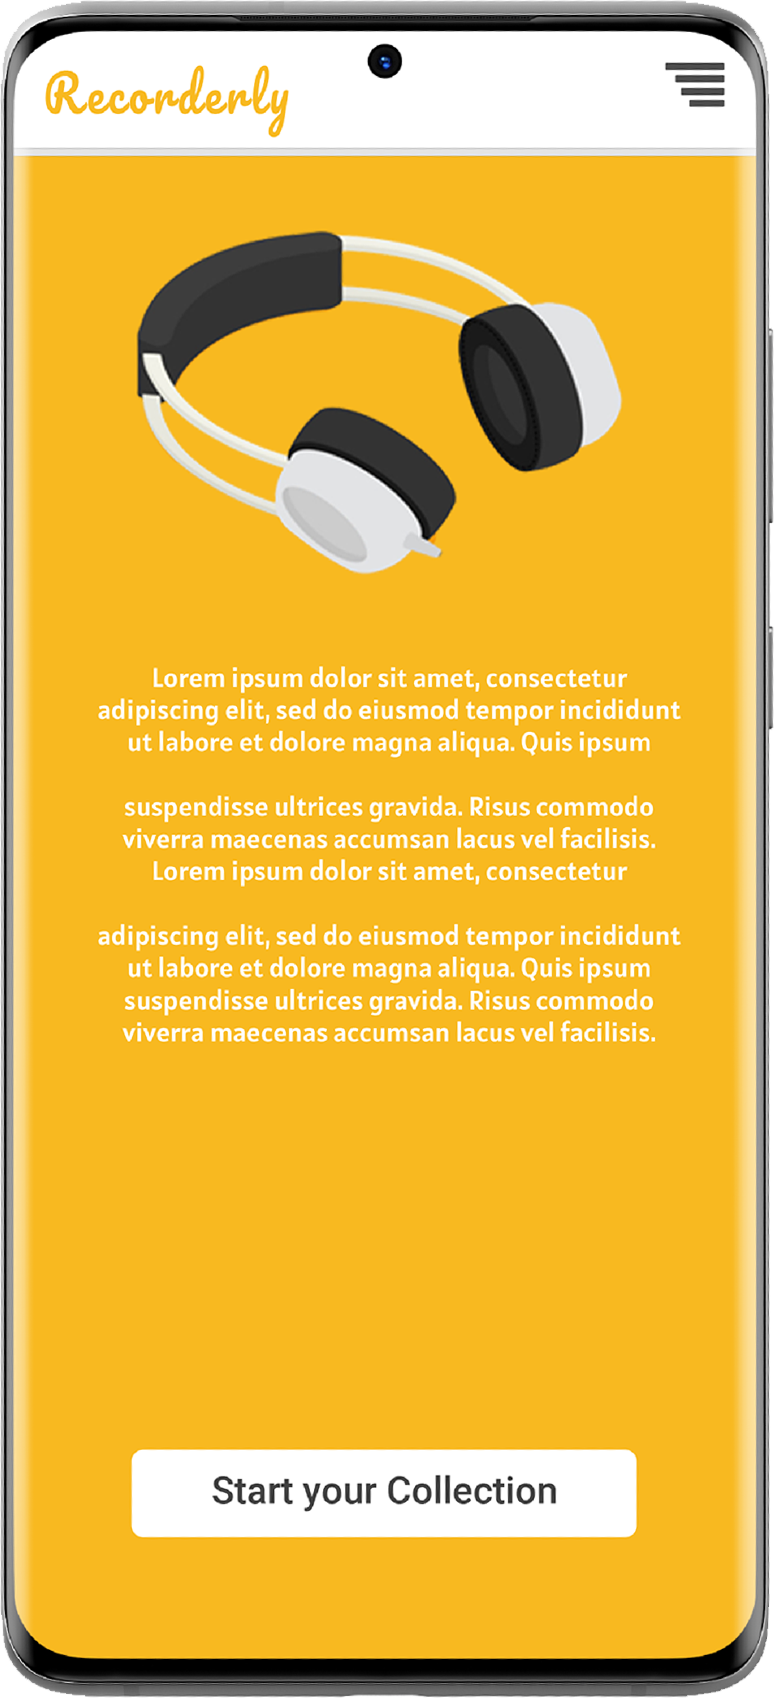 Recorderly
Lorem ipsum dolor sit amet, consectetur
adipiscing elit, sed do eiusmod tempor incididunt
ut labore et dolore magna aliqua. Quis ipsum
suspendisse ultrices gravida. Risus commodo
viverra maecenas accumsan lacus vel facilisis.
Lorem ipsum dolor sit amet, consectetur
adipiscing elit, sed do eiusmod tempor incididunt
ut labore et dolore magna aliqua. Quis ipsum
suspendisse ultrices gravida. Risus commodo
viverra maecenas accumsan lacus vel facilisis.
Start your Collection